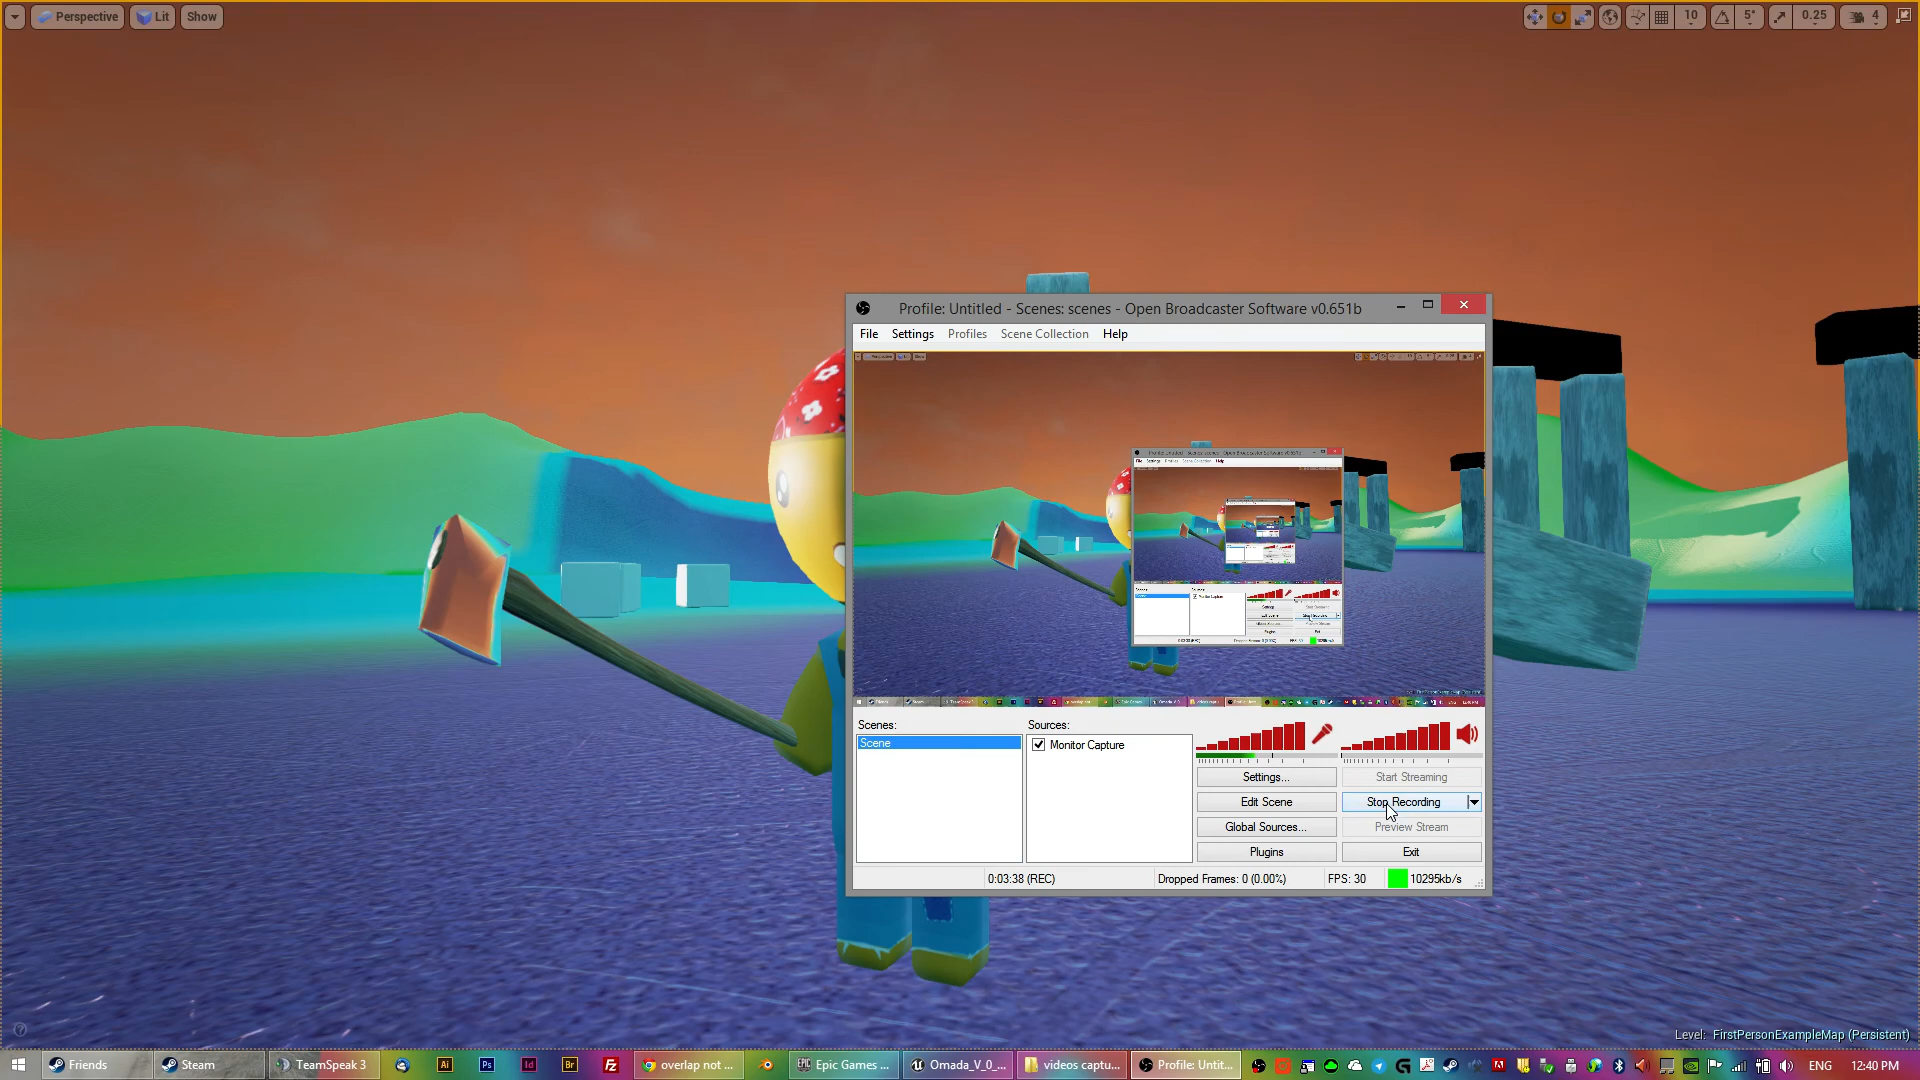 Perspective Lit Show 10 5° 0.25 4
Profile: Untitled - Scenes: scenes - Open Broadcaster Software v0.651b
File Settings Profiles Scene Collection Help
Scenes: Sources:
Scene
Monitor Capture
Settings... Start Streaming
Edit Scene Stop Recording
Global Sources... Preview Stream
Plugins Exit
0:03:38 (REC) Dropped Frames: 0 (0.00%) FPS: 30 10295kb/s
Level: FirstPersonExampleMap (Persistent)
Friends Steam TeamSpeak 3 Ai Ps Id Br Fz overlap not ... Epic Games ... Omada_V_0_... videos captu... Profile: Untit... ENG 12:40 PM